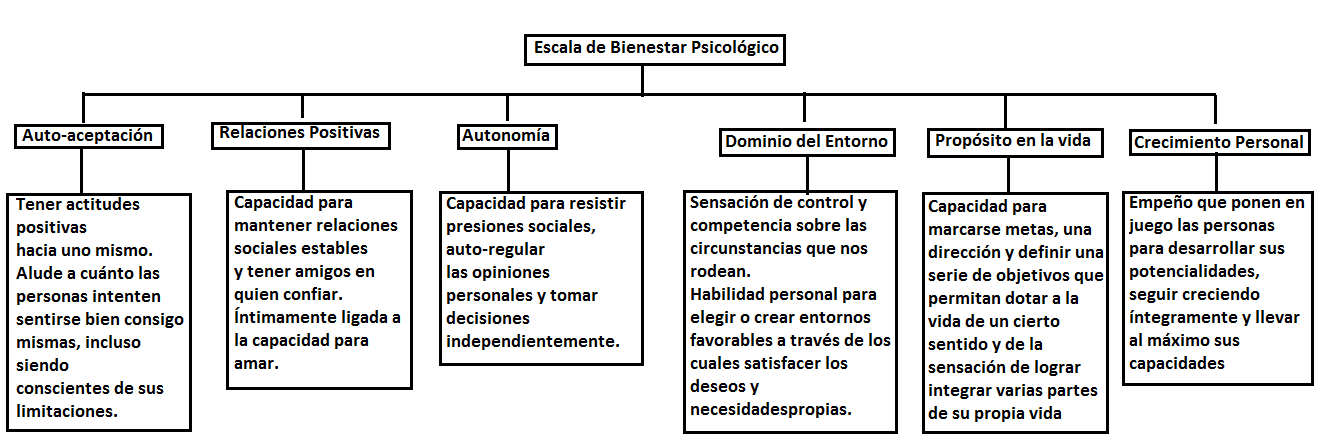 Escala de Bienestar Psicológico
Auto-aceptación
Relaciones Positivas
Autonomía
Dominio del Entorno
Propósito en la vida
Crecimiento Personal
Tener actitudes
positivas
hacia uno mismo.
Alude a cuánto las
personas intenten
sentirse bien consigo
mismas, incluso
siendo
conscientes de sus
limitaciones.
Capacidad para
mantener relaciones
sociales estables
y tener amigos en
quien confiar.
Íntimamente ligada a
la capacidad para
amar.
Capacidad para resistir
presiones sociales,
auto-regular
las opiniones
personales y tomar
decisiones
independientemente.
Sensación de control y
competencia sobre las
circunstancias que nos
rodean.
Habilidad personal para
elegir o crear entornos
favorables a través de los
cuales satisfacer los
deseos y
necesidadespropias.
Capacidad para
marcarse metas, una
dirección y definir una
serie de objetivos que
permitan dotar a la
vida de un cierto
sentido y de la
sensación de lograr
integrar varias partes
de su propia vida
Empeño que ponen en
juego las personas
para desarrollar sus
potencialidades,
seguir creciendo
íntegramente y llevar
al máximo sus
capacidades